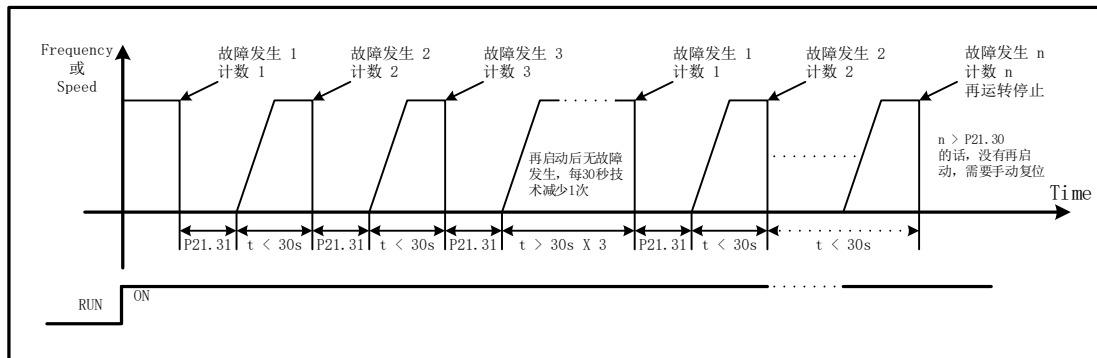 Frequency
或
Speed
故障发生 1
计数 1
故障发生 2
计数 2
故障发生 3
计数 3
故障发生 1
计数 1
故障发生 2
计数 2
故障发生 n
计数 n
再运转停止
再启动后无故障
发生，每30秒技
术减少1次
n > P21.30
的话，没有再启
动，需要手动复位
Time
P21.31
t < 30s
P21.31
t < 30s
P21.31
t > 30s X 3
P21.31
t < 30s
t < 30s
RUN
ON